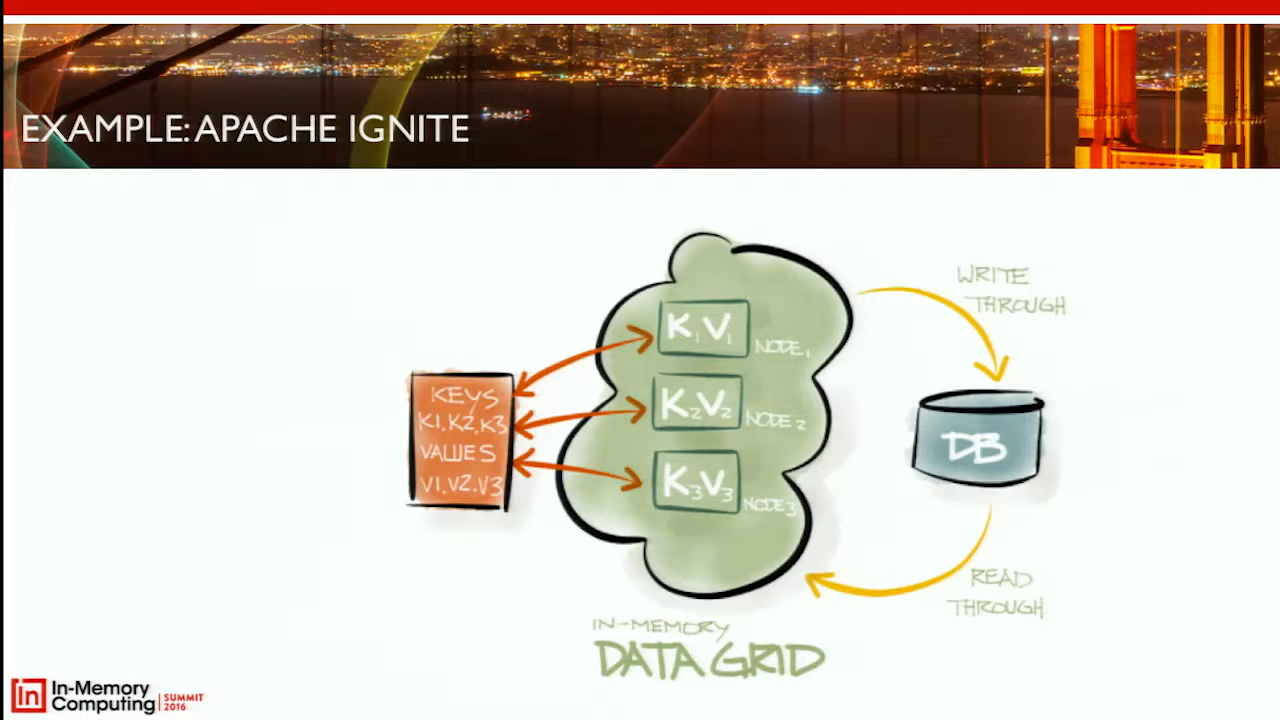 EXAMPLE: APACHE IGNITE
WRITE
THROUGH
K1V1
NODE1
KEYS
K1,K2,K3
VALUES
V1,V2,V3
K2V2
NODE2
DB
K3V3
NODE3
READ
THROUGH
IN-MEMORY
DATA GRID
in
In-Memory
Computing
SUMMIT
2016